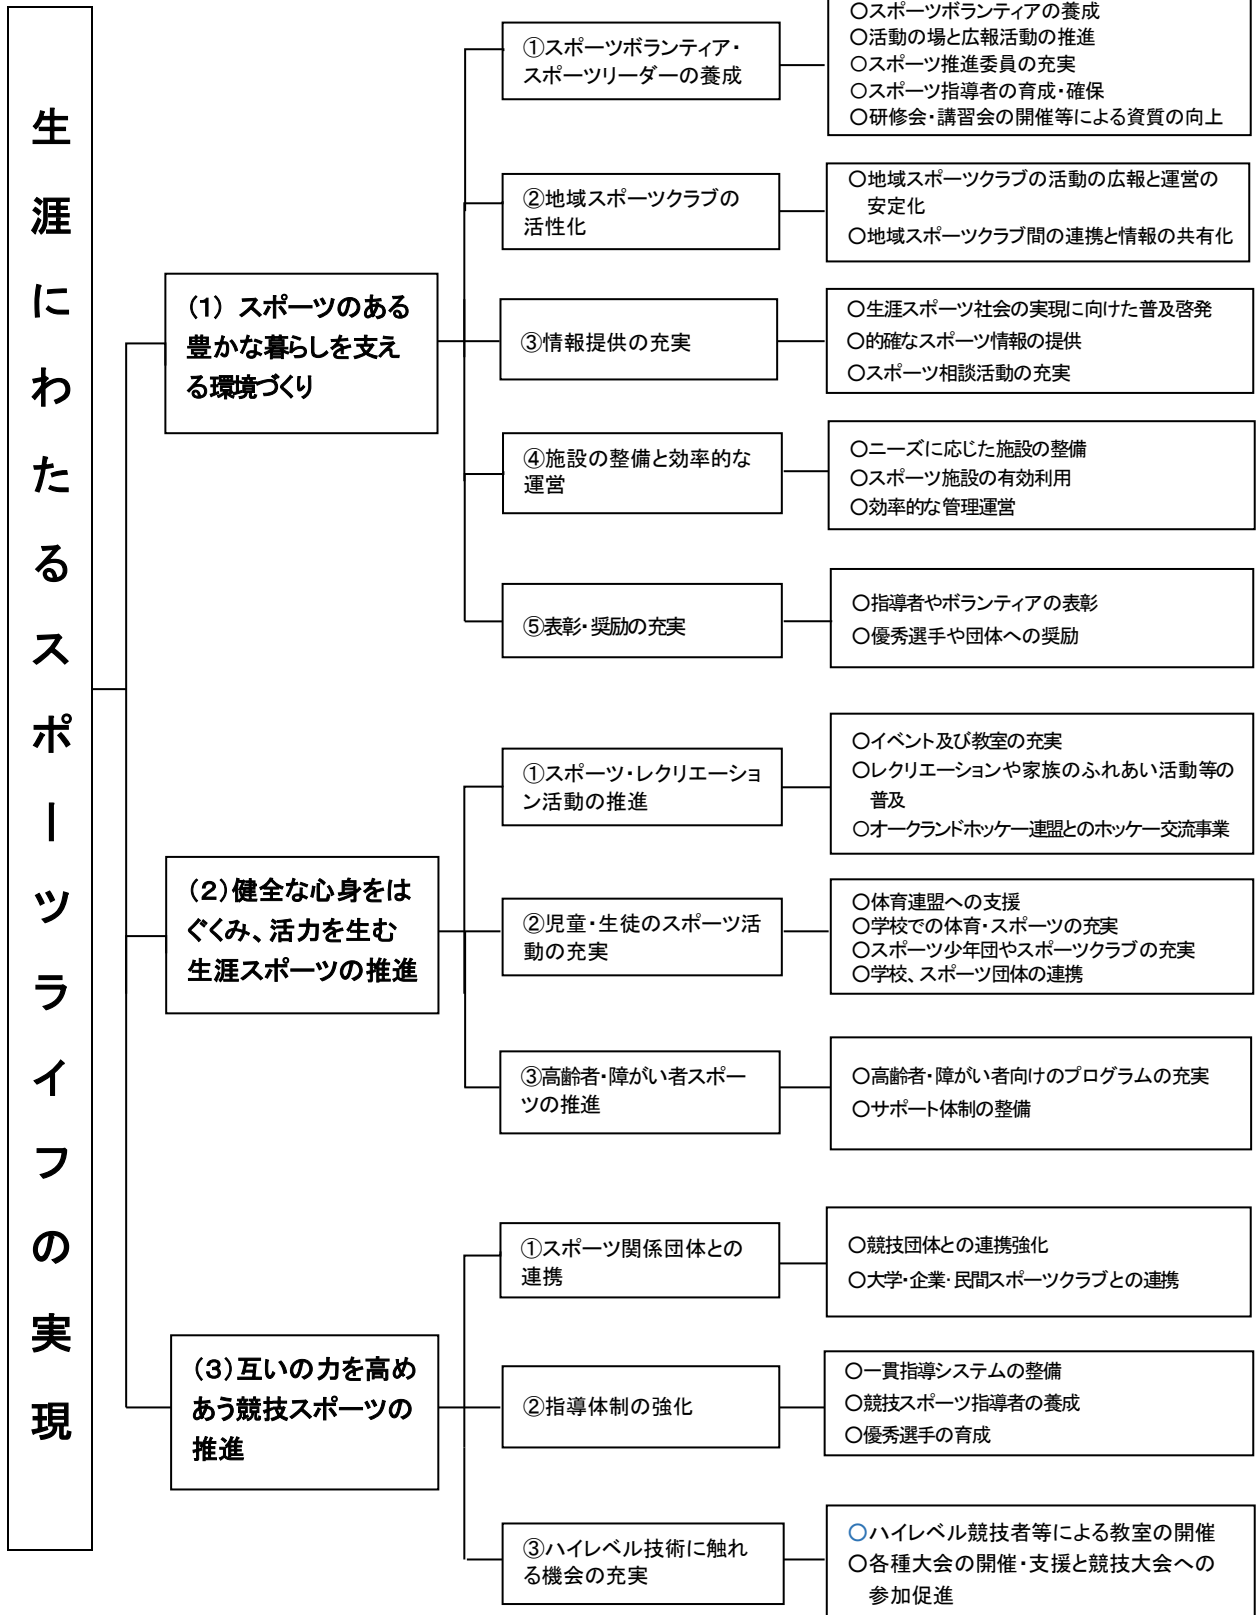 生涯にわたるスポーツライフの実現
(1) スポーツのある
豊かな暮らしを支え
る環境づくり
①スポーツボランティア・
スポーツリーダーの養成
○スポーツボランティアの養成
○活動の場と広報活動の推進
○スポーツ推進委員の充実
○スポーツ指導者の育成・確保
○研修会・講習会の開催等による資質の向上
②地域スポーツクラブの
活性化
○地域スポーツクラブの活動の広報と運営の
安定化
○地域スポーツクラブ間の連携と情報の共有化
③情報提供の充実
○生涯スポーツ社会の実現に向けた普及啓発
○的確なスポーツ情報の提供
○スポーツ相談活動の充実
④施設の整備と効率的な
運営
○ニーズに応じた施設の整備
○スポーツ施設の有効利用
○効率的な管理運営
⑤表彰・奨励の充実
○指導者やボランティアの表彰
○優秀選手や団体への奨励
(2)健全な心身をは
ぐくみ、活力を生む
生涯スポーツの推進
①スポーツ・レクリエーショ
ン活動の推進
○イベント及び教室の充実
○レクリエーションや家族のふれあい活動等の
普及
○オークランドホッケー連盟とのホッケー交流事業
②児童・生徒のスポーツ活
動の充実
○体育連盟への支援
○学校での体育・スポーツの充実
○スポーツ少年団やスポーツクラブの充実
○学校、スポーツ団体の連携
③高齢者・障がい者スポー
ツの推進
○高齢者・障がい者向けのプログラムの充実
○サポート体制の整備
(3)互いの力を高め
あう競技スポーツの
推進
①スポーツ関係団体との
連携
○競技団体との連携強化
○大学・企業・民間スポーツクラブとの連携
②指導体制の強化
○一貫指導システムの整備
○競技スポーツ指導者の養成
○優秀選手の育成
③ハイレベル技術に触れ
る機会の充実
○ハイレベル競技者等による教室の開催
○各種大会の開催・支援と競技大会への
参加促進